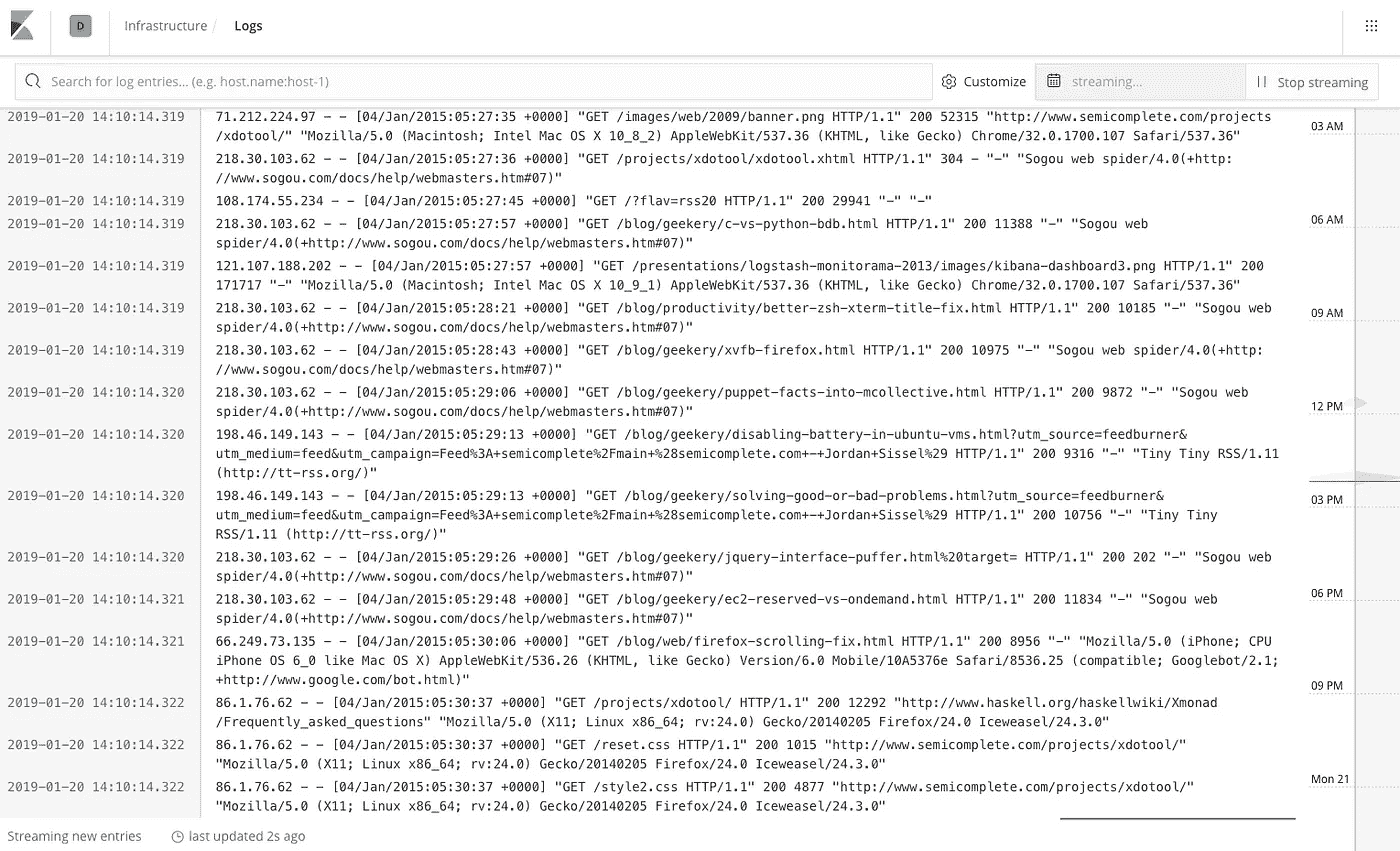 D Infrastructure / Logs
Search for log entries... (e.g. host.name:host-1) Customize streaming... Stop streaming
2019-01-20 14:10:14.319 71.212.224.97 - - [04/Jan/2015:05:27:35 +0000] "GET /images/web/2009/banner.png HTTP/1.1" 200 52315 "http://www.semicomplete.com/projects
/xdotool/" "Mozilla/5.0 (Macintosh; Intel Mac OS X 10_8_2) AppleWebKit/537.36 (KHTML, like Gecko) Chrome/32.0.1700.107 Safari/537.36"
03 AM
2019-01-20 14:10:14.319 218.30.103.62 - - [04/Jan/2015:05:27:36 +0000] "GET /projects/xdotool/xdotool.xhtml HTTP/1.1" 304 - "-" "Sogou web spider/4.0(+http:
//www.sogou.com/docs/help/webmasters.htm#07)"
2019-01-20 14:10:14.319 108.174.55.234 - - [04/Jan/2015:05:27:45 +0000] "GET /?flav=rss20 HTTP/1.1" 200 29941 "-" "-"
2019-01-20 14:10:14.319 218.30.103.62 - - [04/Jan/2015:05:27:57 +0000] "GET /blog/geekery/c-vs-python-bdb.html HTTP/1.1" 200 11388 "-" "Sogou web
spider/4.0(+http://www.sogou.com/docs/help/webmasters.htm#07)"
06 AM
2019-01-20 14:10:14.319 121.107.188.202 - - [04/Jan/2015:05:27:57 +0000] "GET /presentations/logstash-monitorama-2013/images/kibana-dashboard3.png HTTP/1.1" 200
171717 "-" "Mozilla/5.0 (Macintosh; Intel Mac OS X 10_9_1) AppleWebKit/537.36 (KHTML, like Gecko) Chrome/32.0.1700.107 Safari/537.36"
2019-01-20 14:10:14.319 218.30.103.62 - - [04/Jan/2015:05:28:21 +0000] "GET /blog/productivity/better-zsh-xterm-title-fix.html HTTP/1.1" 200 10185 "-" "Sogou web
spider/4.0(+http://www.sogou.com/docs/help/webmasters.htm#07)"
09 AM
2019-01-20 14:10:14.319 218.30.103.62 - - [04/Jan/2015:05:28:43 +0000] "GET /blog/geekery/xvfb-firefox.html HTTP/1.1" 200 10975 "-" "Sogou web spider/4.0(+http:
//www.sogou.com/docs/help/webmasters.htm#07)"
2019-01-20 14:10:14.320 218.30.103.62 - - [04/Jan/2015:05:29:06 +0000] "GET /blog/geekery/puppet-facts-into-mcollective.html HTTP/1.1" 200 9872 "-" "Sogou web
spider/4.0(+http://www.sogou.com/docs/help/webmasters.htm#07)"
12 PM
2019-01-20 14:10:14.320 198.46.149.143 - - [04/Jan/2015:05:29:13 +0000] "GET /blog/geekery/disabling-battery-in-ubuntu-vms.html?utm_source=feedburner&
utm_medium=feed&utm_campaign=Feed%3A+semicomplete%2Fmain+%28semicomplete.com+-+Jordan+Sissel%29 HTTP/1.1" 200 9316 "-" "Tiny Tiny RSS/1.11
(http://tt-rss.org/)"
2019-01-20 14:10:14.320 198.46.149.143 - - [04/Jan/2015:05:29:13 +0000] "GET /blog/geekery/solving-good-or-bad-problems.html?utm_source=feedburner&
03 PM
utm_medium=feed&utm_campaign=Feed%3A+semicomplete%2Fmain+%28semicomplete.com+-+Jordan+Sissel%29 HTTP/1.1" 200 10756 "-" "Tiny Tiny
RSS/1.11 (http://tt-rss.org/)"
2019-01-20 14:10:14.320 218.30.103.62 - - [04/Jan/2015:05:29:26 +0000] "GET /blog/geekery/jquery-interface-puffer.html%20target= HTTP/1.1" 200 202 "-" "Sogou web
spider/4.0(+http://www.sogou.com/docs/help/webmasters.htm#07)"
2019-01-20 14:10:14.321 218.30.103.62 - - [04/Jan/2015:05:29:48 +0000] "GET /blog/geekery/ec2-reserved-vs-ondemand.html HTTP/1.1" 200 11834 "-" "Sogou web
spider/4.0(+http://www.sogou.com/docs/help/webmasters.htm#07)"
06 PM
2019-01-20 14:10:14.321 66.249.73.135 - - [04/Jan/2015:05:30:06 +0000] "GET /blog/web/firefox-scrolling-fix.html HTTP/1.1" 200 8956 "-" "Mozilla/5.0 (iPhone; CPU
iPhone OS 6_0 like Mac OS X) AppleWebKit/536.26 (KHTML, like Gecko) Version/6.0 Mobile/10A5376e Safari/8536.25 (compatible; Googlebot/2.1;
+http://www.google.com/bot.html)"
09 PM
2019-01-20 14:10:14.322 86.1.76.62 - - [04/Jan/2015:05:30:37 +0000] "GET /projects/xdotool/ HTTP/1.1" 200 12292 "http://www.haskell.org/haskellwiki/Xmonad
/Frequently_asked_questions" "Mozilla/5.0 (X11; Linux x86_64; rv:24.0) Gecko/20140205 Firefox/24.0 Iceweasel/24.3.0"
2019-01-20 14:10:14.322 86.1.76.62 - - [04/Jan/2015:05:30:37 +0000] "GET /reset.css HTTP/1.1" 200 1015 "http://www.semicomplete.com/projects/xdotool/"
"Mozilla/5.0 (X11; Linux x86_64; rv:24.0) Gecko/20140205 Firefox/24.0 Iceweasel/24.3.0"
Mon 21
2019-01-20 14:10:14.322 86.1.76.62 - - [04/Jan/2015:05:30:37 +0000] "GET /style2.css HTTP/1.1" 200 4877 "http://www.semicomplete.com/projects/xdotool/"
"Mozilla/5.0 (X11; Linux x86_64; rv:24.0) Gecko/20140205 Firefox/24.0 Iceweasel/24.3.0"
Streaming new entries last updated 2s ago